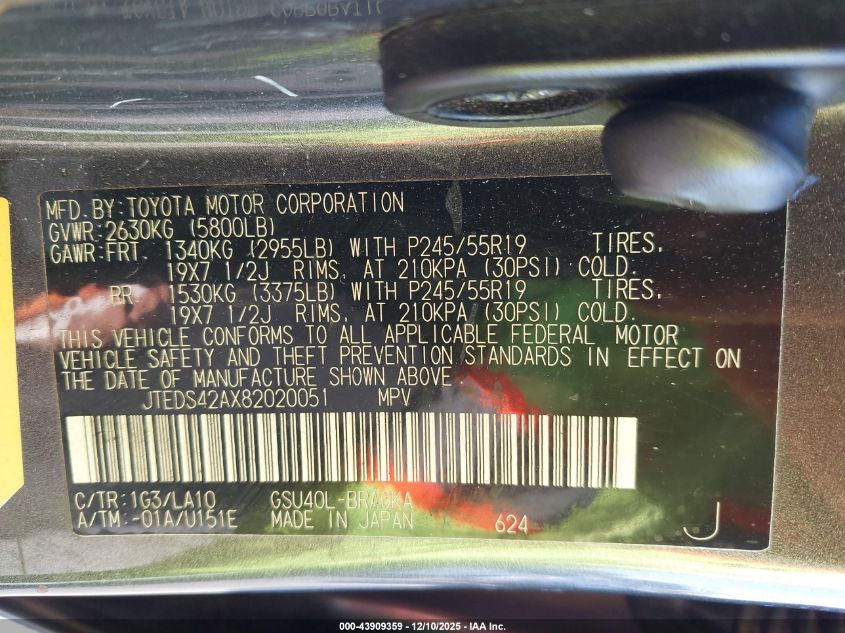 MFD. BY: TOYOTA MOTOR CORPORATION
GVWR: 2630KG (5800LB)
GAWR: FRT. 1340KG (2955LB) WITH P245/55R19 TIRES,
19X7 1/2J RIMS, AT 210KPA (30PSI) COLD.
RR 1530KG (3375LB) WITH P245/55R19 TIRES,
19X7 1/2J RIMS, AT 210KPA (30PSI) COLD.
THIS VEHICLE CONFORMS TO ALL APPLICABLE FEDERAL MOTOR
VEHICLE SAFETY AND THEFT PREVENTION STANDARDS IN EFFECT ON
THE DATE OF MANUFACTURE SHOWN ABOVE.
JTEDS42AX82020051 MPV
C/TR: 1G3/LA10 GSU40L-BRAGKA
A/TM: -01A/U151E MADE IN JAPAN 624 J
000-43909359 - 12/10/2025 - IAA Inc.